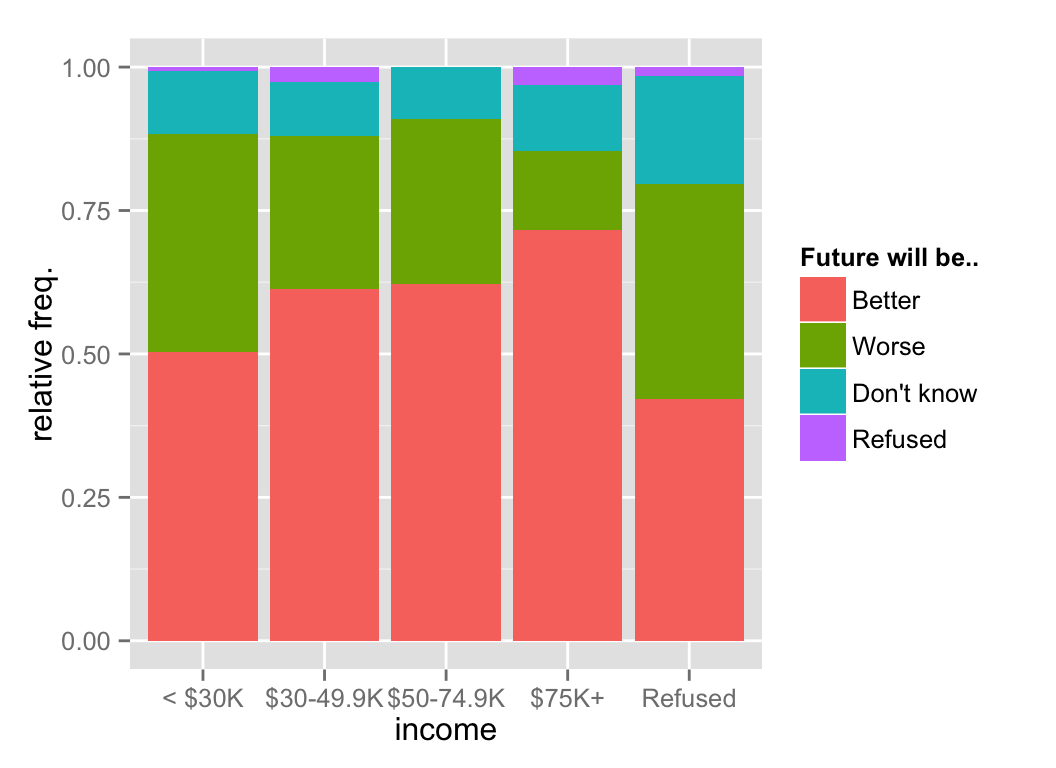 1.00
0.75
0.50
0.25
0.00
relative freq.
< $30K
$30-49.9K
$50-74.9K
$75K+
Refused
income
Future will be..
Better
Worse
Don't know
Refused